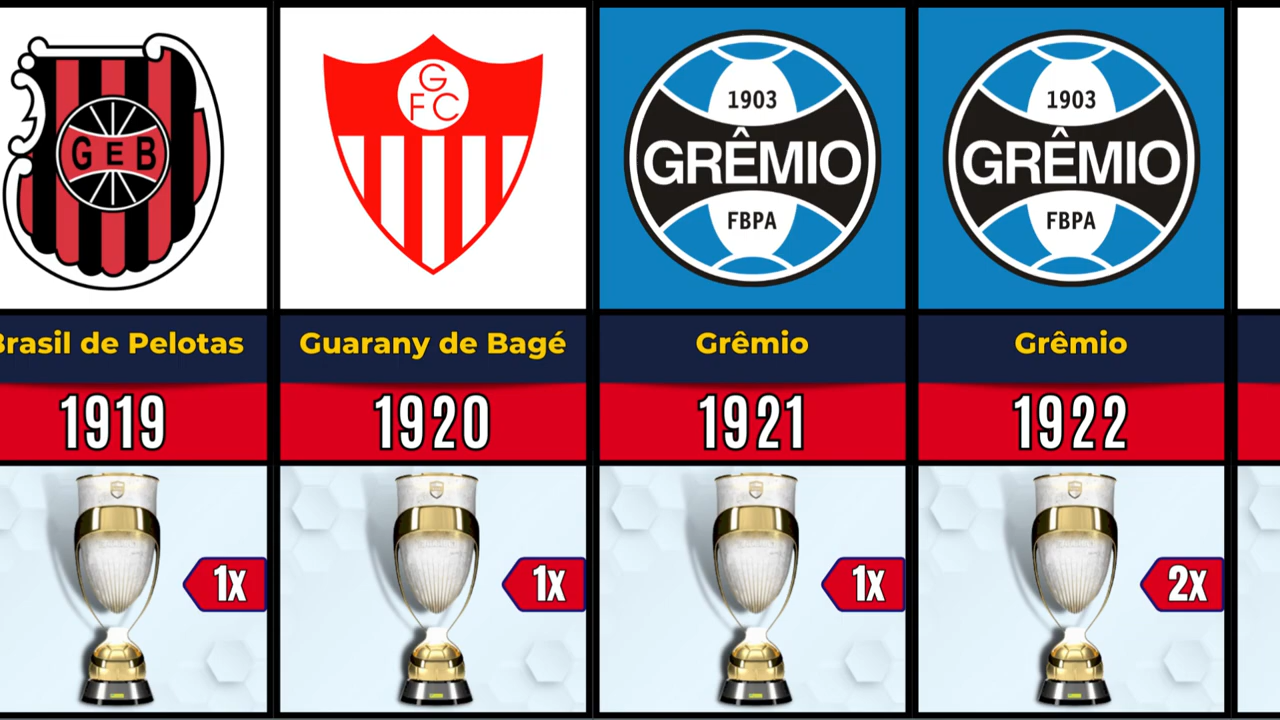 GEB
G
FC
1903
GRÊMIO
FBPA
1903
GRÊMIO
FBPA
Brasil de Pelotas
Guarany de Bagé
Grêmio
Grêmio
1919
1920
1921
1922
1X
1X
1X
2X